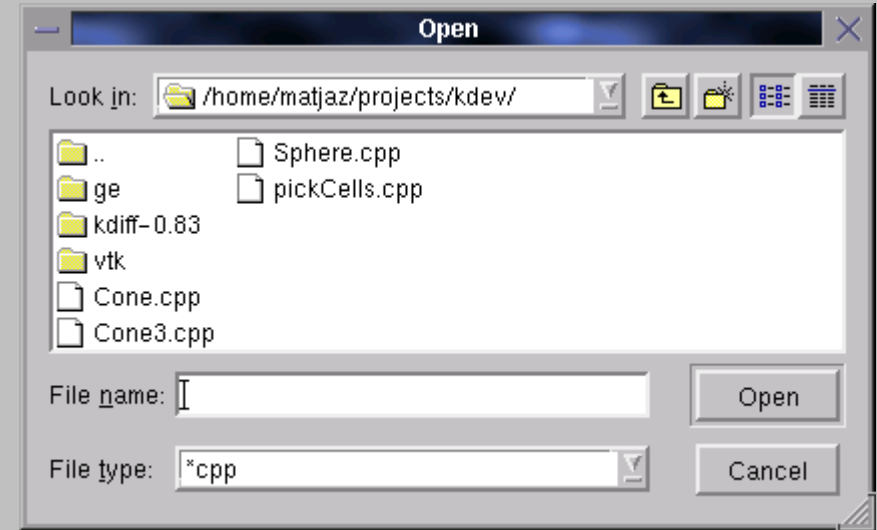 Open
Look in: /home/matjaz/projects/kdev/
.. Sphere.cpp
ge pickCells.cpp
kdiff-0.83
vtk
Cone.cpp
Cone3.cpp
File name: Open
File type: *cpp Cancel